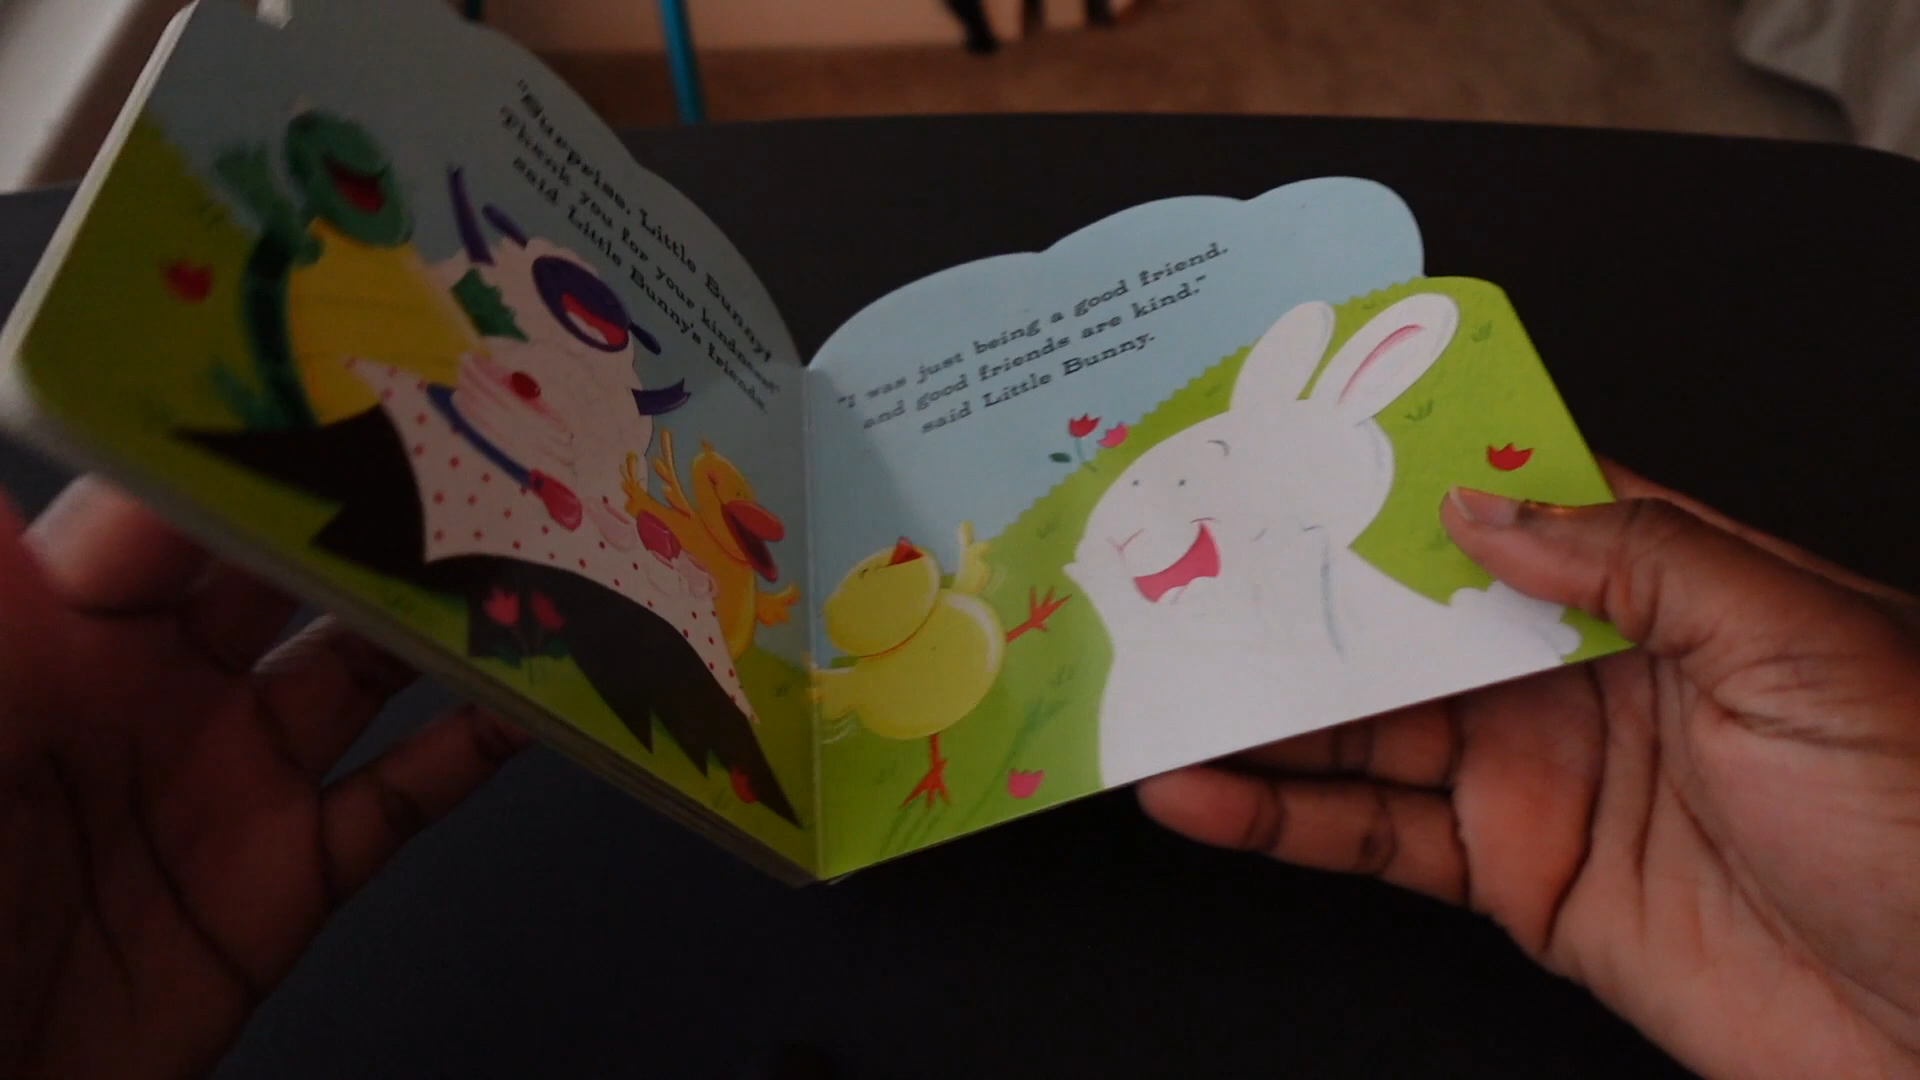 "Surprise, Little Bunny!
Thank you for your kindness!"
said Little Bunny's friends.
"I was just being a good friend,
and good friends are kind,"
said Little Bunny.